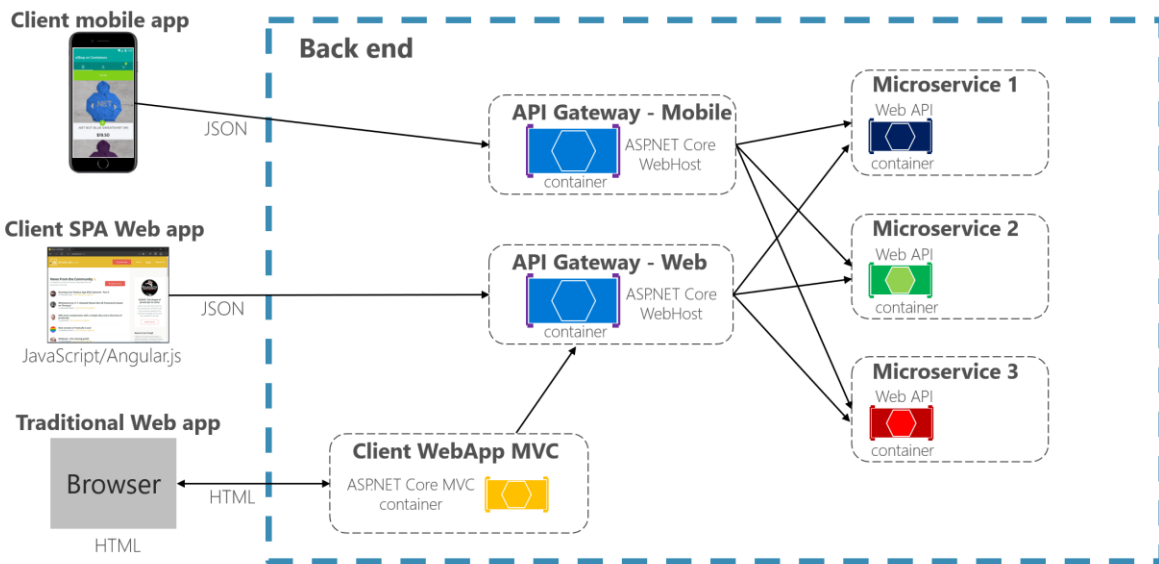 Client mobile app
JSON
Back end
API Gateway - Mobile
ASP.NET Core
WebHost
container
Microservice 1
Web API
container
Client SPA Web app
JSON
JavaScript/Angular.js
API Gateway - Web
ASP.NET Core
WebHost
container
Microservice 2
Web API
container
Microservice 3
Web API
container
Traditional Web app
Browser
HTML
HTML
Client WebApp MVC
ASP.NET Core MVC
container